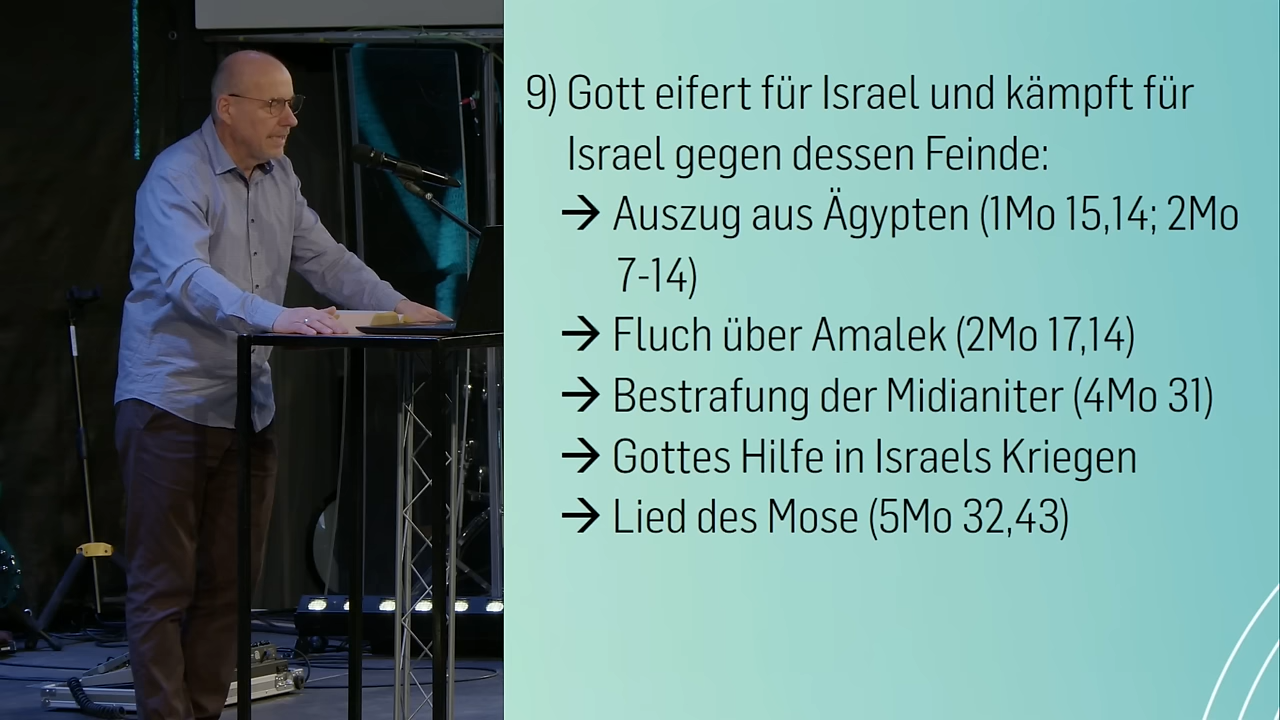 9) Gott eifert für Israel und kämpft für
Israel gegen dessen Feinde:
→ Auszug aus Ägypten (1Mo 15,14; 2Mo
7-14)
→ Fluch über Amalek (2Mo 17,14)
→ Bestrafung der Midianiter (4Mo 31)
→ Gottes Hilfe in Israels Kriegen
→ Lied des Mose (5Mo 32,43)